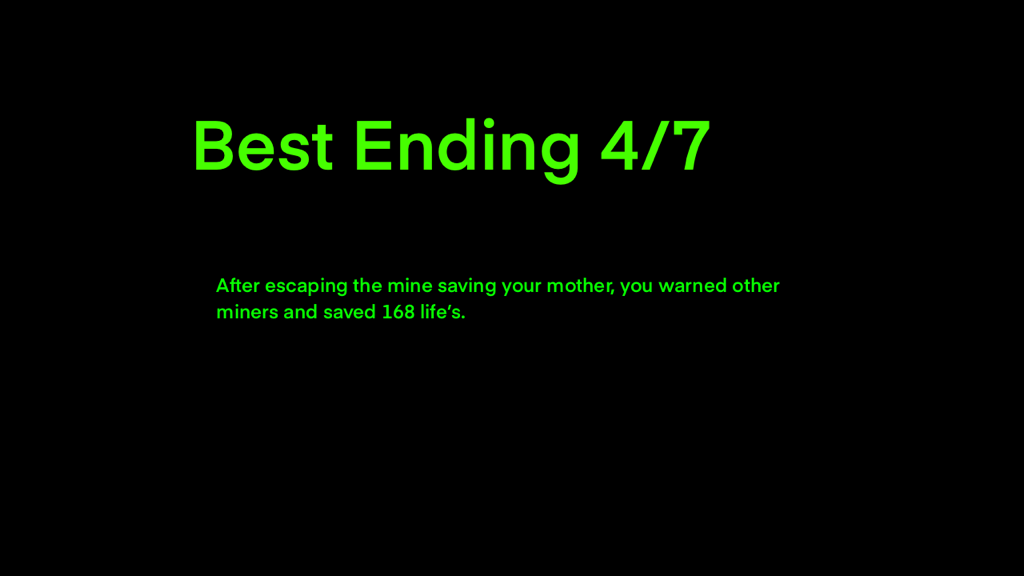 Best Ending 4/7
After escaping the mine saving your mother, you warned other
miners and saved 168 life’s.